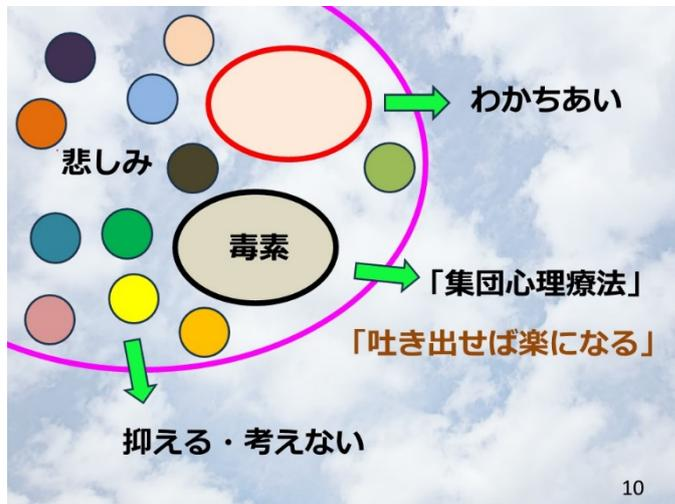 わかちあい
悲しみ
毒素
「集団心理療法」
「吐き出せば楽になる」
抑える・考えない
10